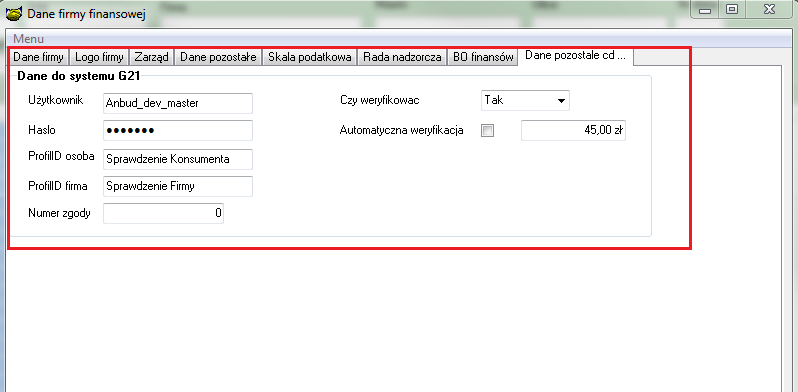 Dane firmy finansowej
Menu
Dane firmy Logo firmy Zarząd Dane pozostałe Skala podatkowa Rada nadzorcza BO finansów Dane pozostale cd ...
Dane do systemu G21
Użytkownik Anbud_dev_master Czy weryfikowac Tak
Haslo ●●●●●●● Automatyczna weryfikacja 45,00 zł
ProfilID osoba Sprawdzenie Konsumenta
ProfilID firma Sprawdzenie Firmy
Numer zgody 0